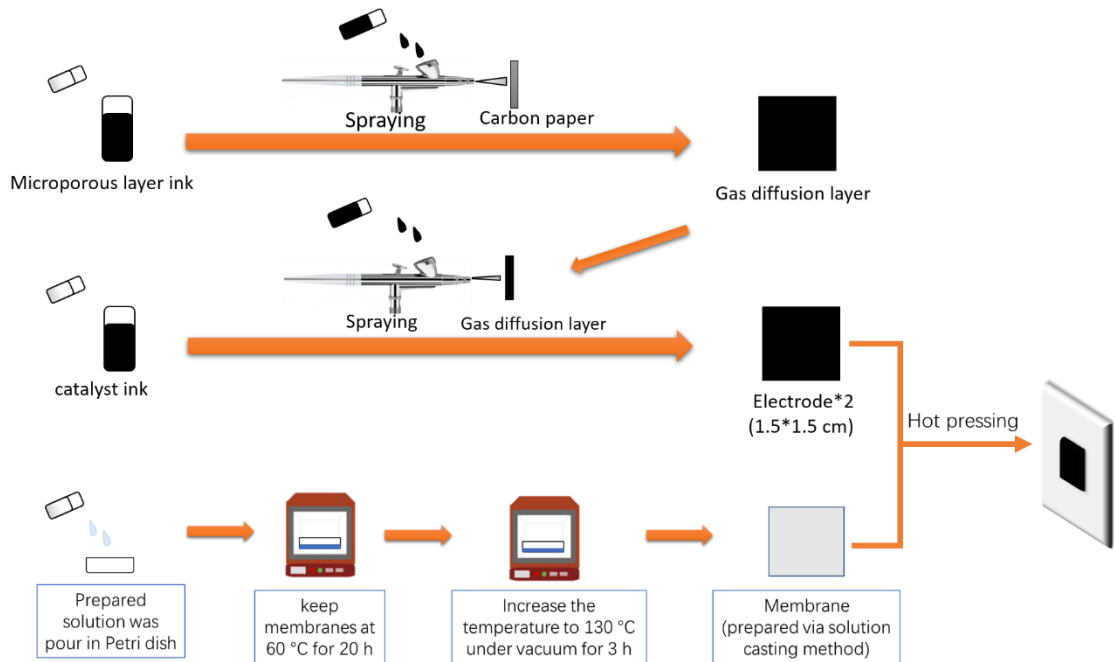 Spraying
Carbon paper
Microporous layer ink
Gas diffusion layer
Spraying
Gas diffusion layer
catalyst ink
Electrode*2
(1.5*1.5 cm)
Hot pressing
Prepared
solution was
pour in Petri dish
keep
membranes at
60 °C for 20 h
Increase the
temperature to 130 °C
under vacuum for 3 h
Membrane
(prepared via solution
casting method)